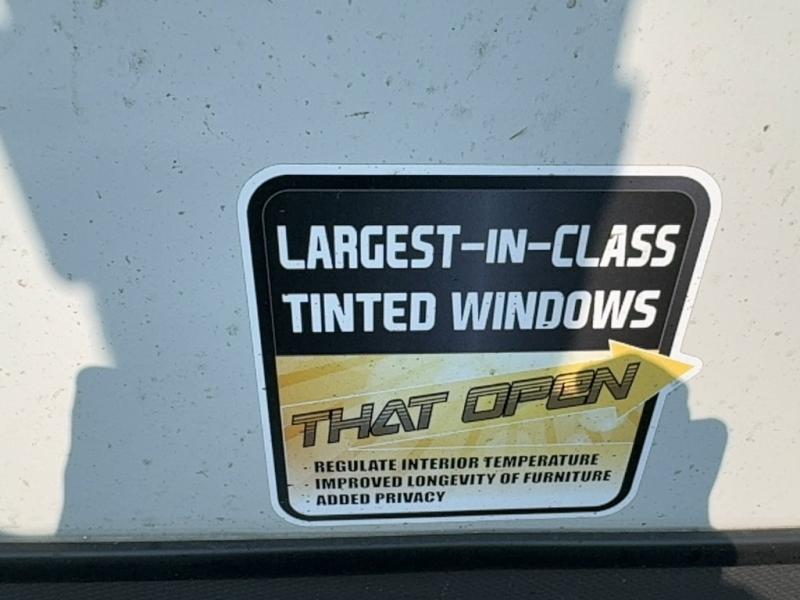 LARGEST-IN-CLASS
TINTED WINDOWS
THAT OPEN
· REGULATE INTERIOR TEMPERATURE
· IMPROVED LONGEVITY OF FURNITURE
· ADDED PRIVACY